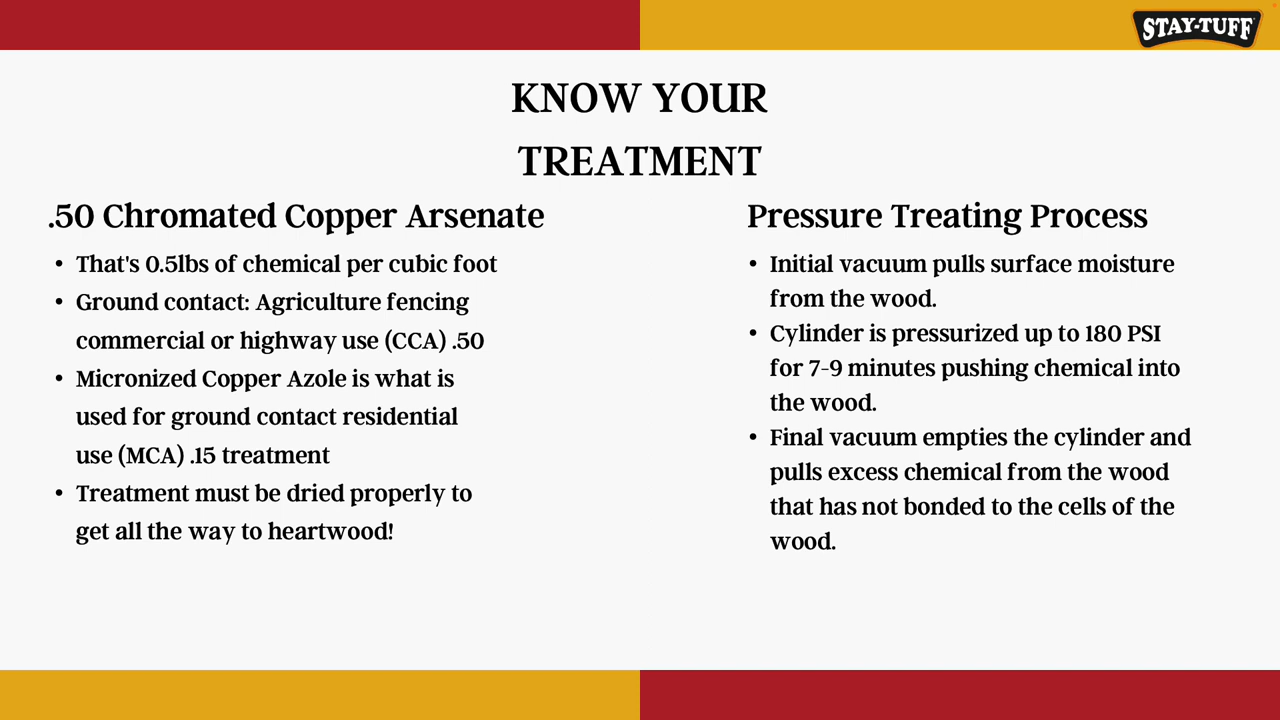 STAY-TUFF
KNOW YOUR
TREATMENT
.50 Chromated Copper Arsenate
• That's 0.5lbs of chemical per cubic foot
• Ground contact: Agriculture fencing
commercial or highway use (CCA) .50
• Micronized Copper Azole is what is
used for ground contact residential
use (MCA) .15 treatment
• Treatment must be dried properly to
get all the way to heartwood!
Pressure Treating Process
• Initial vacuum pulls surface moisture
from the wood.
• Cylinder is pressurized up to 180 PSI
for 7-9 minutes pushing chemical into
the wood.
• Final vacuum empties the cylinder and
pulls excess chemical from the wood
that has not bonded to the cells of the
wood.